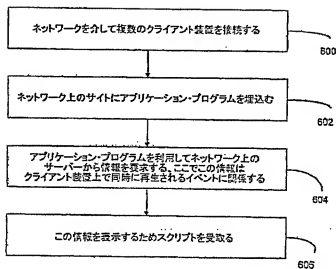 ネットワークを介して複数のクライアント装置を接続する
600
ネットワーク上のサイトにアプリケーション・プログラムを埋込む
602
アプリケーション・プログラムを利用してネットワーク上の
サーバーから情報を表示する、ここでこの情報は
クライアント装置上で同時に再生されるイベントに関係する
604
この情報を表示するためスクリプトを受取る
606